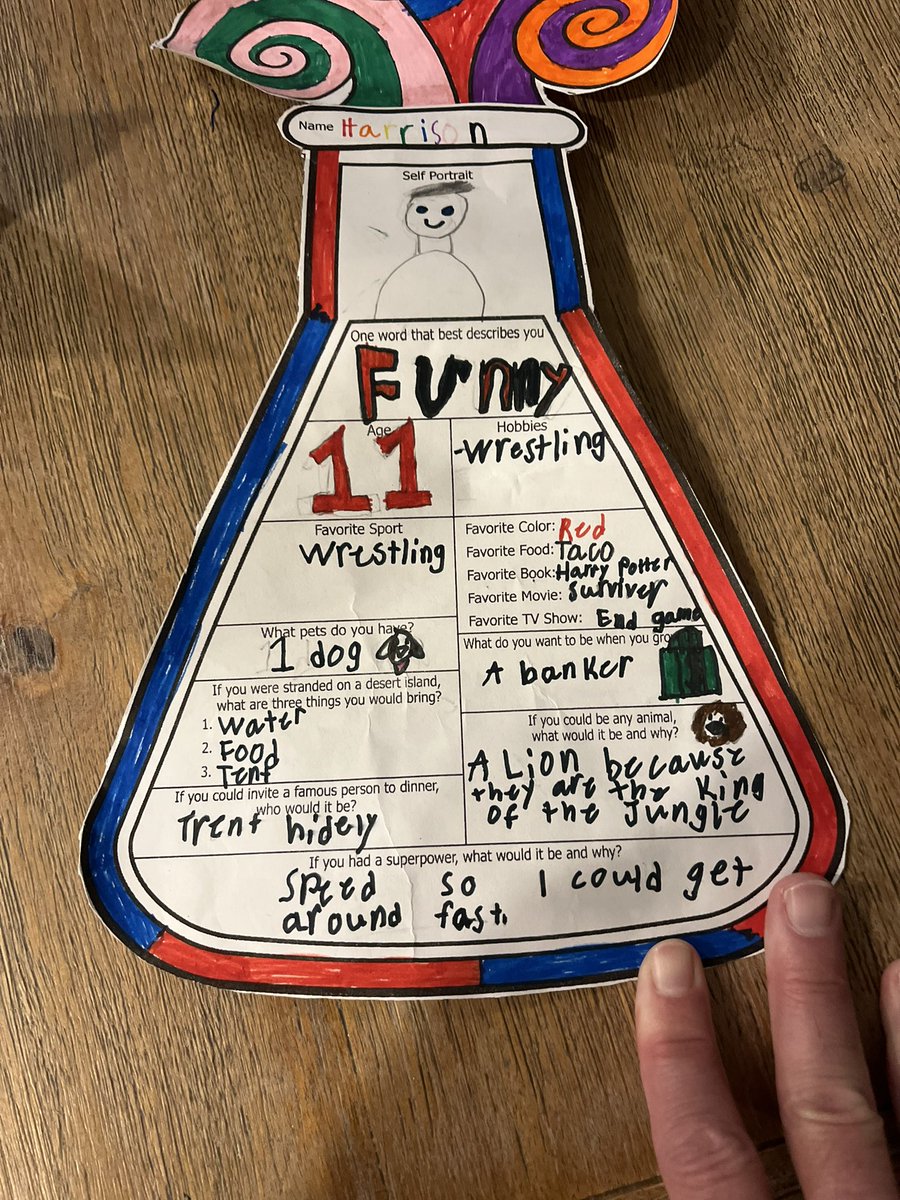 Name Harrison
Self Portrait
One word that best describes you
Funny
Age
11
Hobbies
-wrestling
Favorite Sport
wrestling
Favorite Color: Red
Favorite Food: Taco
Favorite Book: Harry Potter
Favorite Movie: Surviver
Favorite TV Show: End game
What pets do you have?
1 dog
What do you want to be when you gro
A banker
If you were stranded on a desert island,
what are three things you would bring?
1. Water
2. Food
3. Tent
If you could be any animal,
what would it be and why?
A Lion because
they are the King
of the Jungle
If you could invite a famous person to dinner,
who would it be?
Trent hidely
If you had a superpower, what would it be and why?
Speed so I could get
around fast.